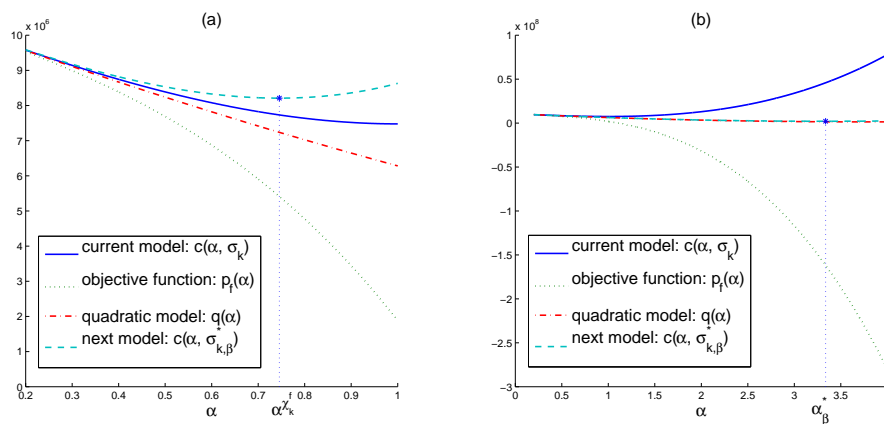 (a)
x 10^6
10
9
8
7
6
5
4
3
2
1
0
0.2
0.3
0.4
0.5
0.6
0.7
0.8
0.9
1
α
α^{χ_k^f}
current model: c(α, σ_k)
objective function: p_f(α)
quadratic model: q(α)
next model: c(α, σ^*_{k,β})
(b)
x 10^8
1
0.5
0
−0.5
−1
−1.5
−2
−2.5
−3
0
0.5
1
1.5
2
2.5
3
3.5
α
α^*_β
current model: c(α, σ_k)
objective function: p_f(α)
quadratic model: q(α)
next model: c(α, σ^*_{k,β})